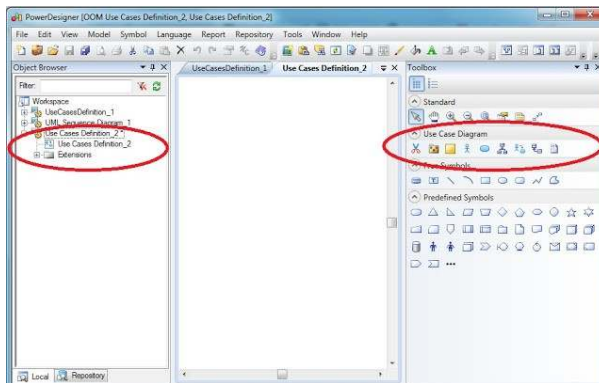 PowerDesigner [OOM Use Cases Definition_2, Use Cases Definition_2]
File Edit View Model Symbol Language Report Repository Tools Window Help
Object Browser
UseCasesDefinition_1
Use Cases Definition_2
Toolbox
Filter:
Workspace
UseCasesDefinition_1
UML Sequence Diagram_1
Use Cases Definition_2 *
Use Cases Definition_2
Extensions
Standard
Use Case Diagram
Free Symbols
Predefined Symbols
Local
Repository